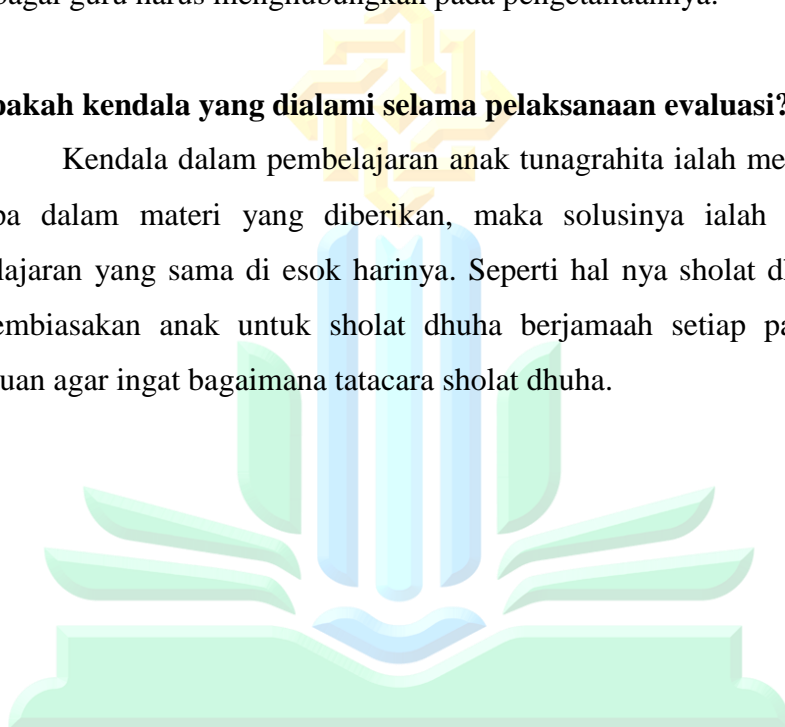 bagai guru harus menghubungkan pada pengetahuannya.
pakah kendala yang dialami selama pelaksanaan evaluasi?
Kendala dalam pembelajaran anak tunagrahita ialah me
pa dalam materi yang diberikan, maka solusinya ialah
lajaran yang sama di esok harinya. Seperti hal nya sholat dh
embiasakan anak untuk sholat dhuha berjamaah setiap pa
uan agar ingat bagaimana tatacara sholat dhuha.